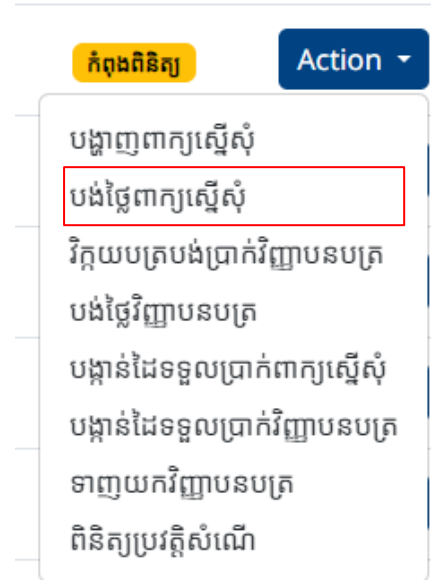 កំពុងពិនិត្យ
Action
បង្ហាញពាក្យស្នើសុំ
បង់ថ្លៃពាក្យស្នើសុំ
វិក្កយបត្របង់ប្រាក់វិញ្ញាបនបត្រ
បង់ថ្លៃវិញ្ញាបនបត្រ
បង្កាន់ដៃទទួលប្រាក់ពាក្យស្នើសុំ
បង្កាន់ដៃទទួលប្រាក់វិញ្ញាបនបត្រ
ទាញយកវិញ្ញាបនបត្រ
ពិនិត្យប្រវត្តិសំណើ